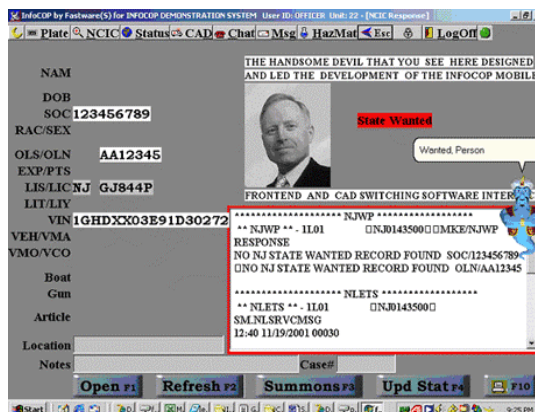 InfoCOP by Fastware(S) for INFOCOP DEMONSTRATION SYSTEM User ID: OFFICER Unit: 22 - [NCIC Response]
Plate NCIC Status CAD Chat Msg HazMat Esc LogOff
THE HANDSOME DEVIL THAT YOU SEE HERE DESIGNED
NAM AND LED THE DEVELOPMENT OF THE INFOCOP MOBILE
DOB
SOC 123456789
RAC/SEX
State Wanted
OLS/OLN AA12345
Wanted, Person
EXP/PTS
LIS/LIC NJ GJ844P
LIT/LIY FRONTEND AND CAD SWITCHING SOFTWARE INTER
VIN 1GHDXX03E91D30272
VEH/VMA
VMO/VCO
********************* NJWP *******************
** NJWP ** - 1L01 □NJ0143500□□MKE/NJWP
RESPONSE
NO NJ STATE WANTED RECORD FOUND SOC/123456789
□NO NJ STATE WANTED RECORD FOUND OLN/AA12345
********************* NLETS ******************
** NLETS ** - 1L01 □NJ0143500□
SM.NLSRVCMSG
12:40 11/19/2001 00030
Boat
Gun
Article
Location
Notes Case#
Open F1 Refresh F2 Summons F3 Upd Stat F4 F10
Start 9:25 PM